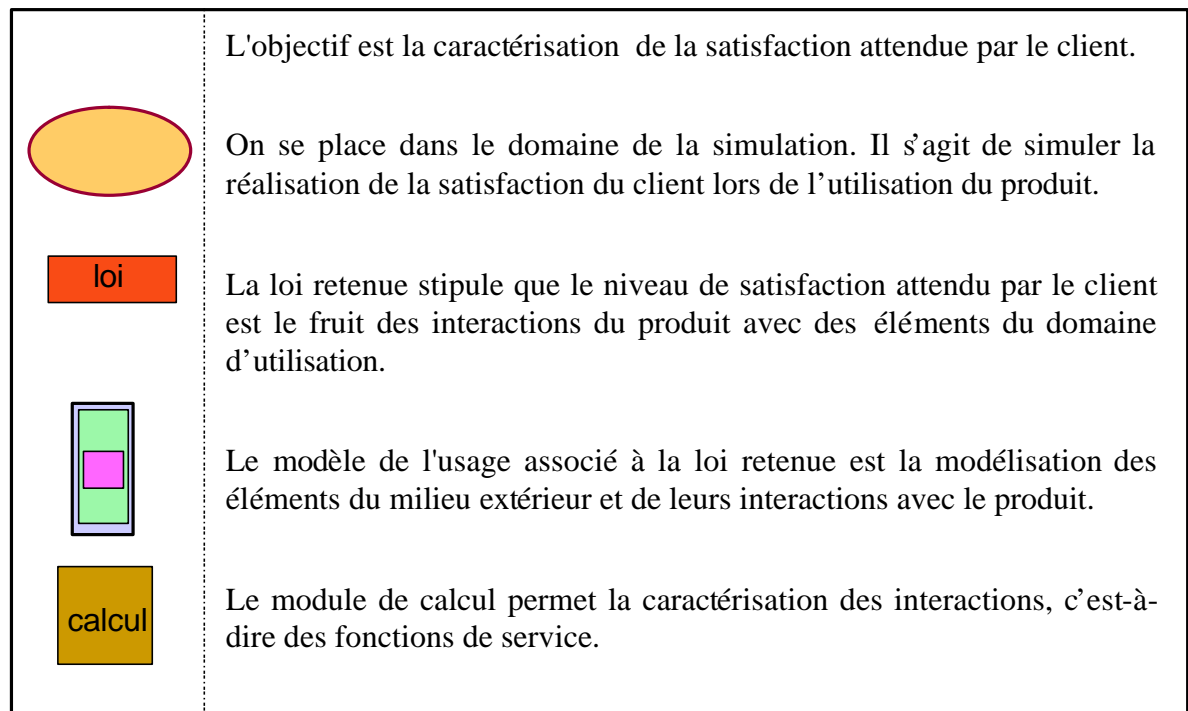 L'objectif est la caractérisation de la satisfaction attendue par le client.
On se place dans le domaine de la simulation. Il s’agit de simuler la
réalisation de la satisfaction du client lors de l’utilisation du produit.
loi
La loi retenue stipule que le niveau de satisfaction attendu par le client
est le fruit des interactions du produit avec des éléments du domaine
d’utilisation.
Le modèle de l'usage associé à la loi retenue est la modélisation des
éléments du milieu extérieur et de leurs interactions avec le produit.
calcul
Le module de calcul permet la caractérisation des interactions, c’est-à-
dire des fonctions de service.